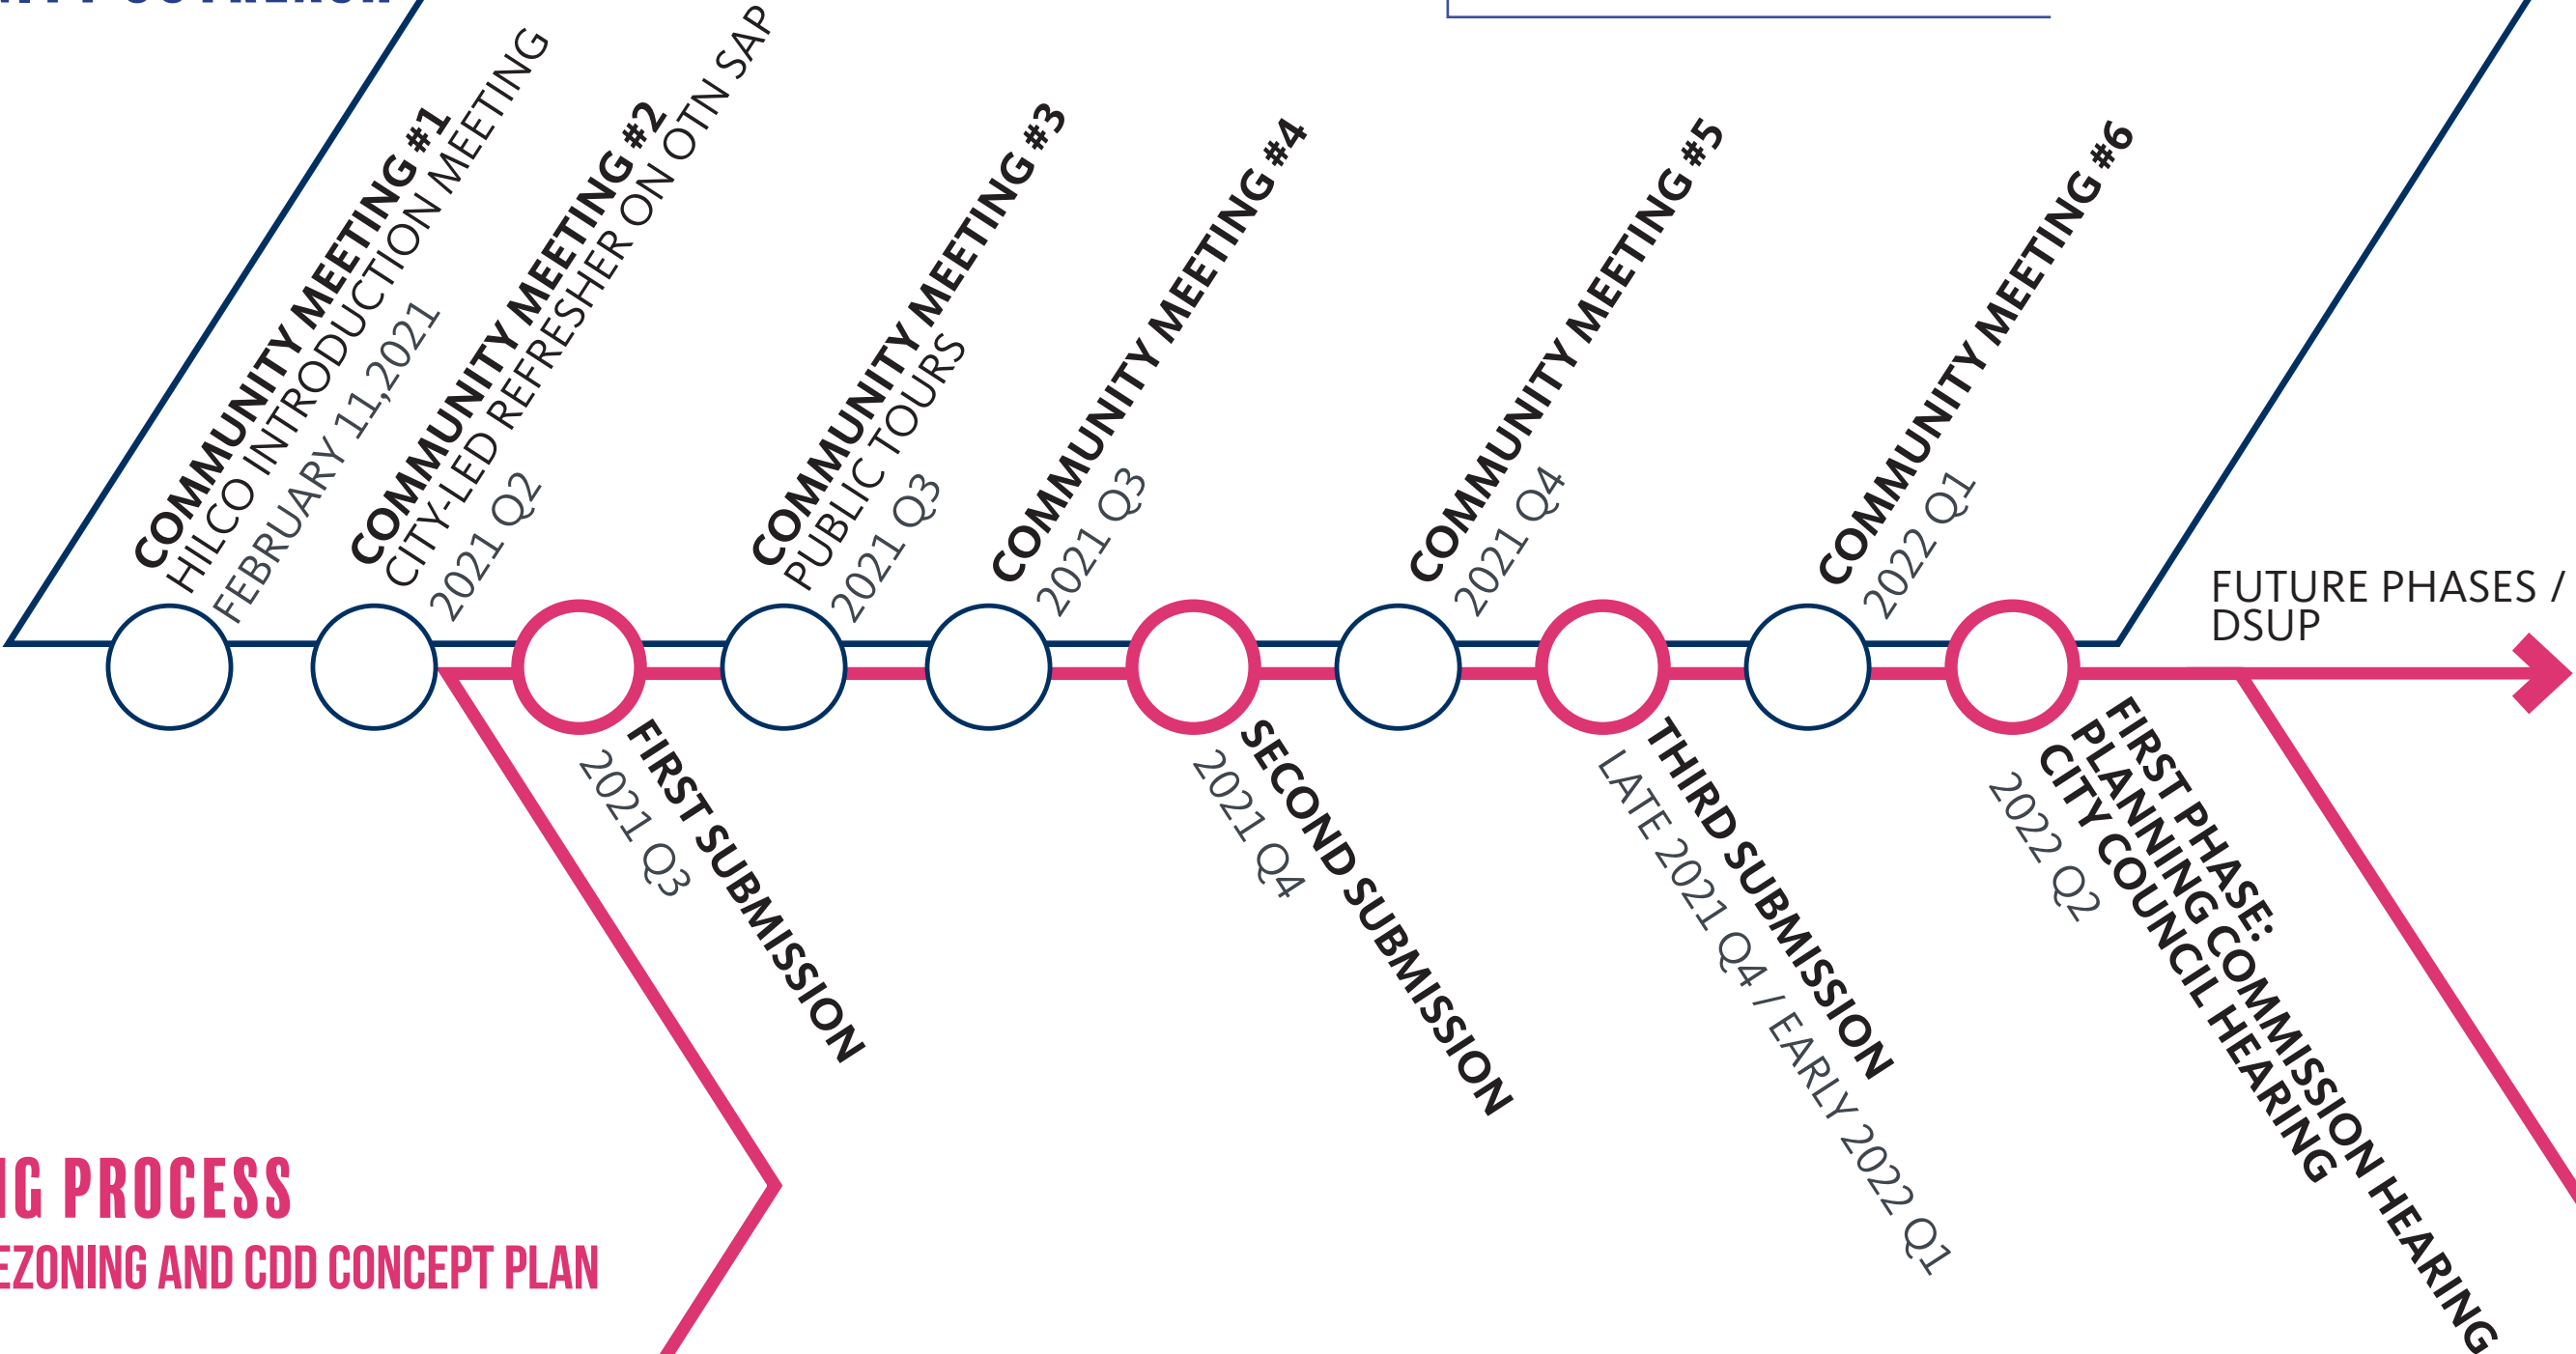 COMMUNITY MEETING #1
HILCO INTRODUCTION MEETING
FEBRUARY 11,2021
COMMUNITY MEETING #2
CITY-LED REFRESHER ON OTN SAP
2021 Q2
COMMUNITY MEETING #3
PUBLIC TOURS
2021 Q3
COMMUNITY MEETING #4
2021 Q3
COMMUNITY MEETING #5
2021 Q4
COMMUNITY MEETING #6
2022 Q1
FUTURE PHASES /
DSUP
FIRST SUBMISSION
2021 Q3
SECOND SUBMISSION
2021 Q4
THIRD SUBMISSION
LATE 2021 Q4 / EARLY 2022 Q1
FIRST PHASE:
PLANNING COMMISSION HEARING
CITY COUNCIL HEARING
2022 Q2
NG PROCESS
EZONING AND CDD CONCEPT PLAN